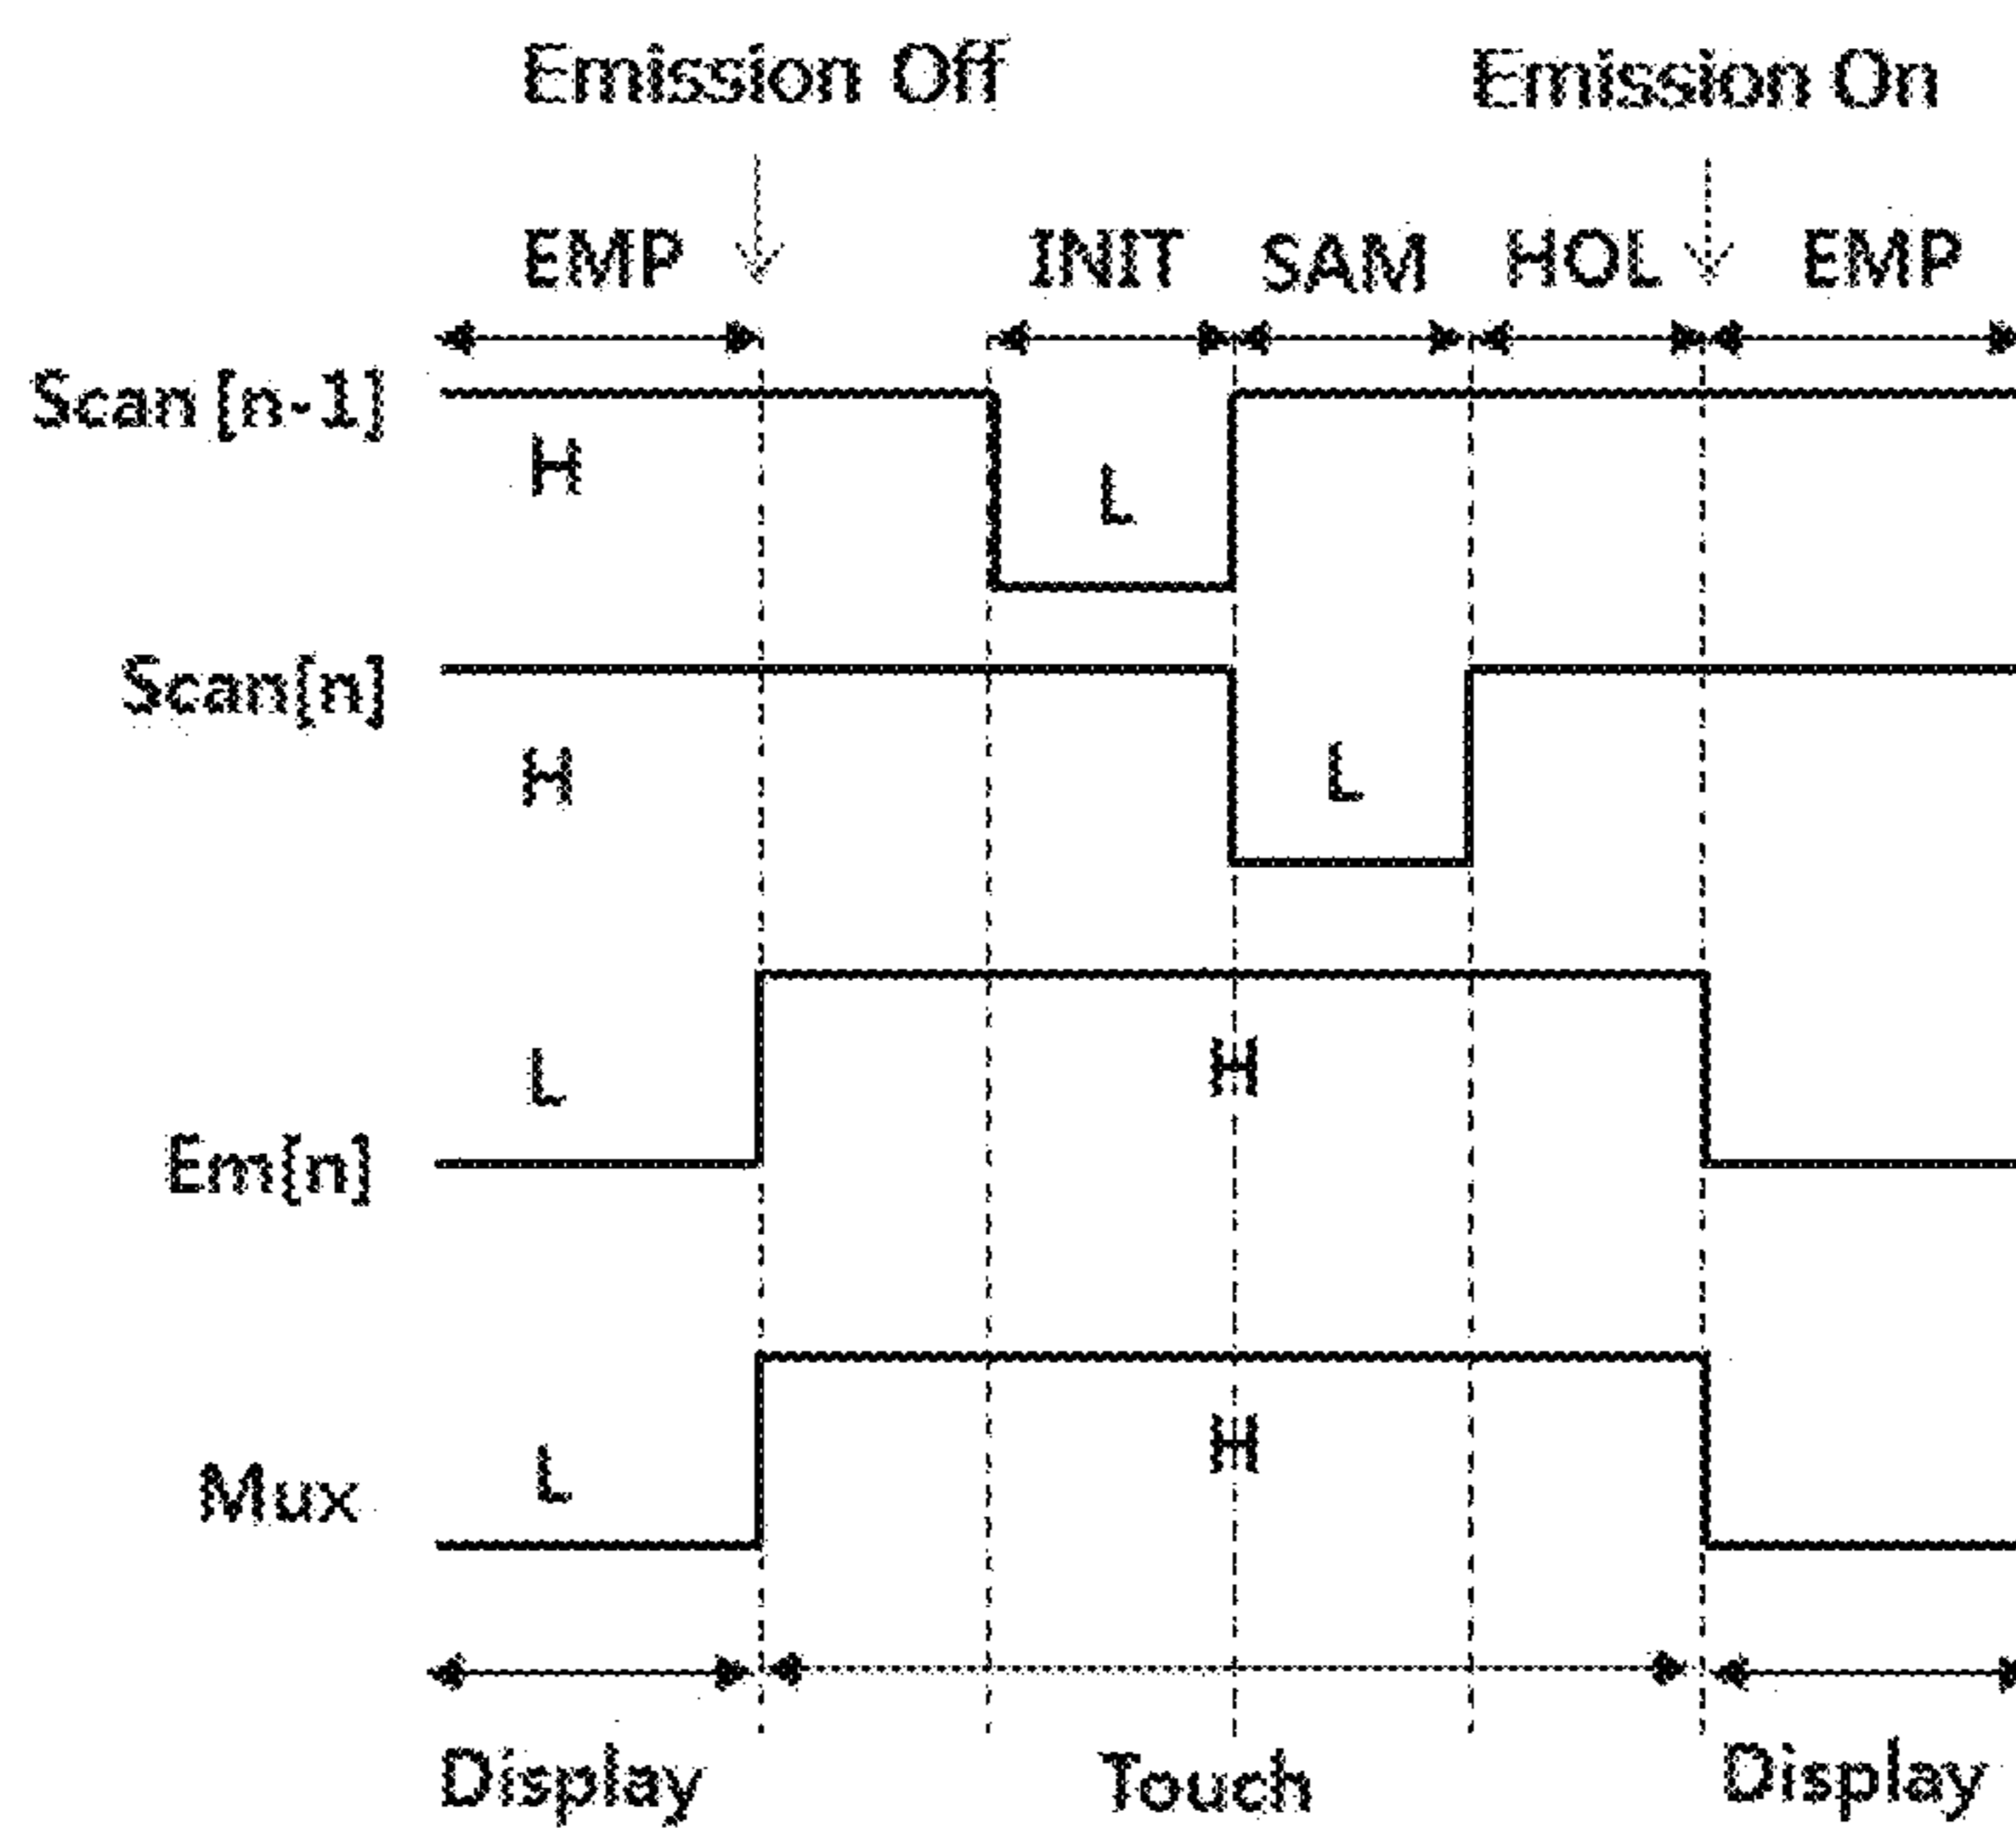 Emission Off Emission On
EMP INIT SAM HOL EMP
Scan [n-1]
H L
Scan[n]
H L
L H
Em[n]
L H
Mux
Display Touch Display